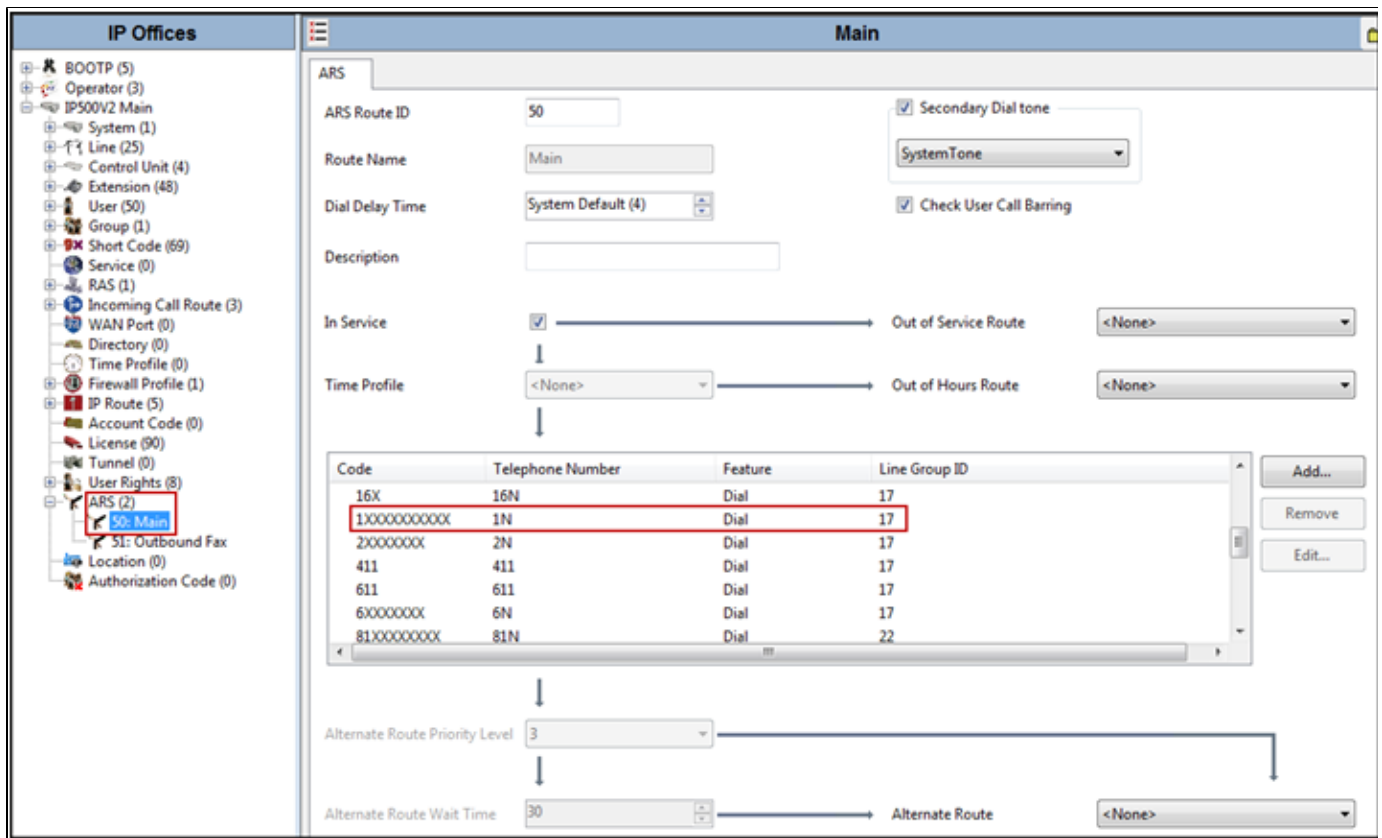 IP Offices
BOOTP (5)
Operator (3)
IP500V2 Main
System (1)
Line (25)
Control Unit (4)
Extension (48)
User (50)
Group (1)
Short Code (69)
Service (0)
RAS (1)
Incoming Call Route (3)
WAN Port (0)
Directory (0)
Time Profile (0)
Firewall Profile (1)
IP Route (5)
Account Code (0)
License (90)
Tunnel (0)
User Rights (8)
ARS (2)
50: Main
51: Outbound Fax
Location (0)
Authorization Code (0)
Main
ARS
ARS Route ID 50
Secondary Dial tone
Route Name Main
SystemTone
Dial Delay Time System Default (4)
Check User Call Barring
Description
In Service Out of Service Route <None>
Time Profile <None> Out of Hours Route <None>
Code Telephone Number Feature Line Group ID
16X 16N Dial 17
1XXXXXXXXXX 1N Dial 17
2XXXXXXX 2N Dial 17
411 411 Dial 17
611 611 Dial 17
6XXXXXXX 6N Dial 17
81XXXXXXXX 81N Dial 22
Add...
Remove
Edit...
Alternate Route Priority Level 3
Alternate Route Wait Time 30 Alternate Route <None>